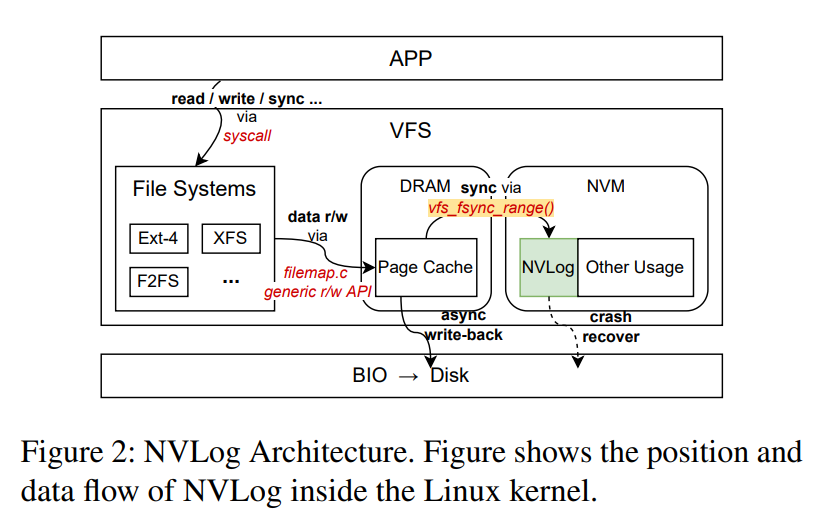 APP
read / write / sync ...
via
syscall
VFS
File Systems
Ext-4
XFS
F2FS
...
data r/w
via
filemap.c
generic r/w API
DRAM
sync via
NVM
vfs_fsync_range()
Page Cache
NVLog
Other Usage
async
write-back
crash
recover
BIO → Disk
Figure 2: NVLog Architecture. Figure shows the position and
data flow of NVLog inside the Linux kernel.